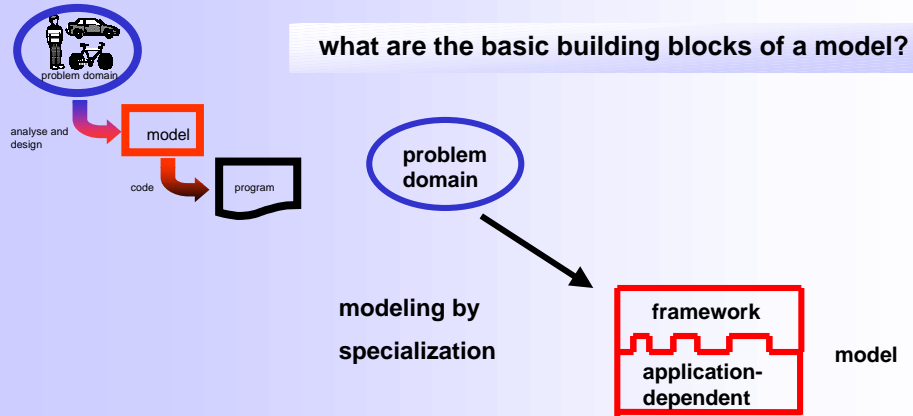 what are the basic building blocks of a model?
problem domain
analyse and
design
model
code
program
problem
domain
modeling by
specialization
framework
application-
dependent
model